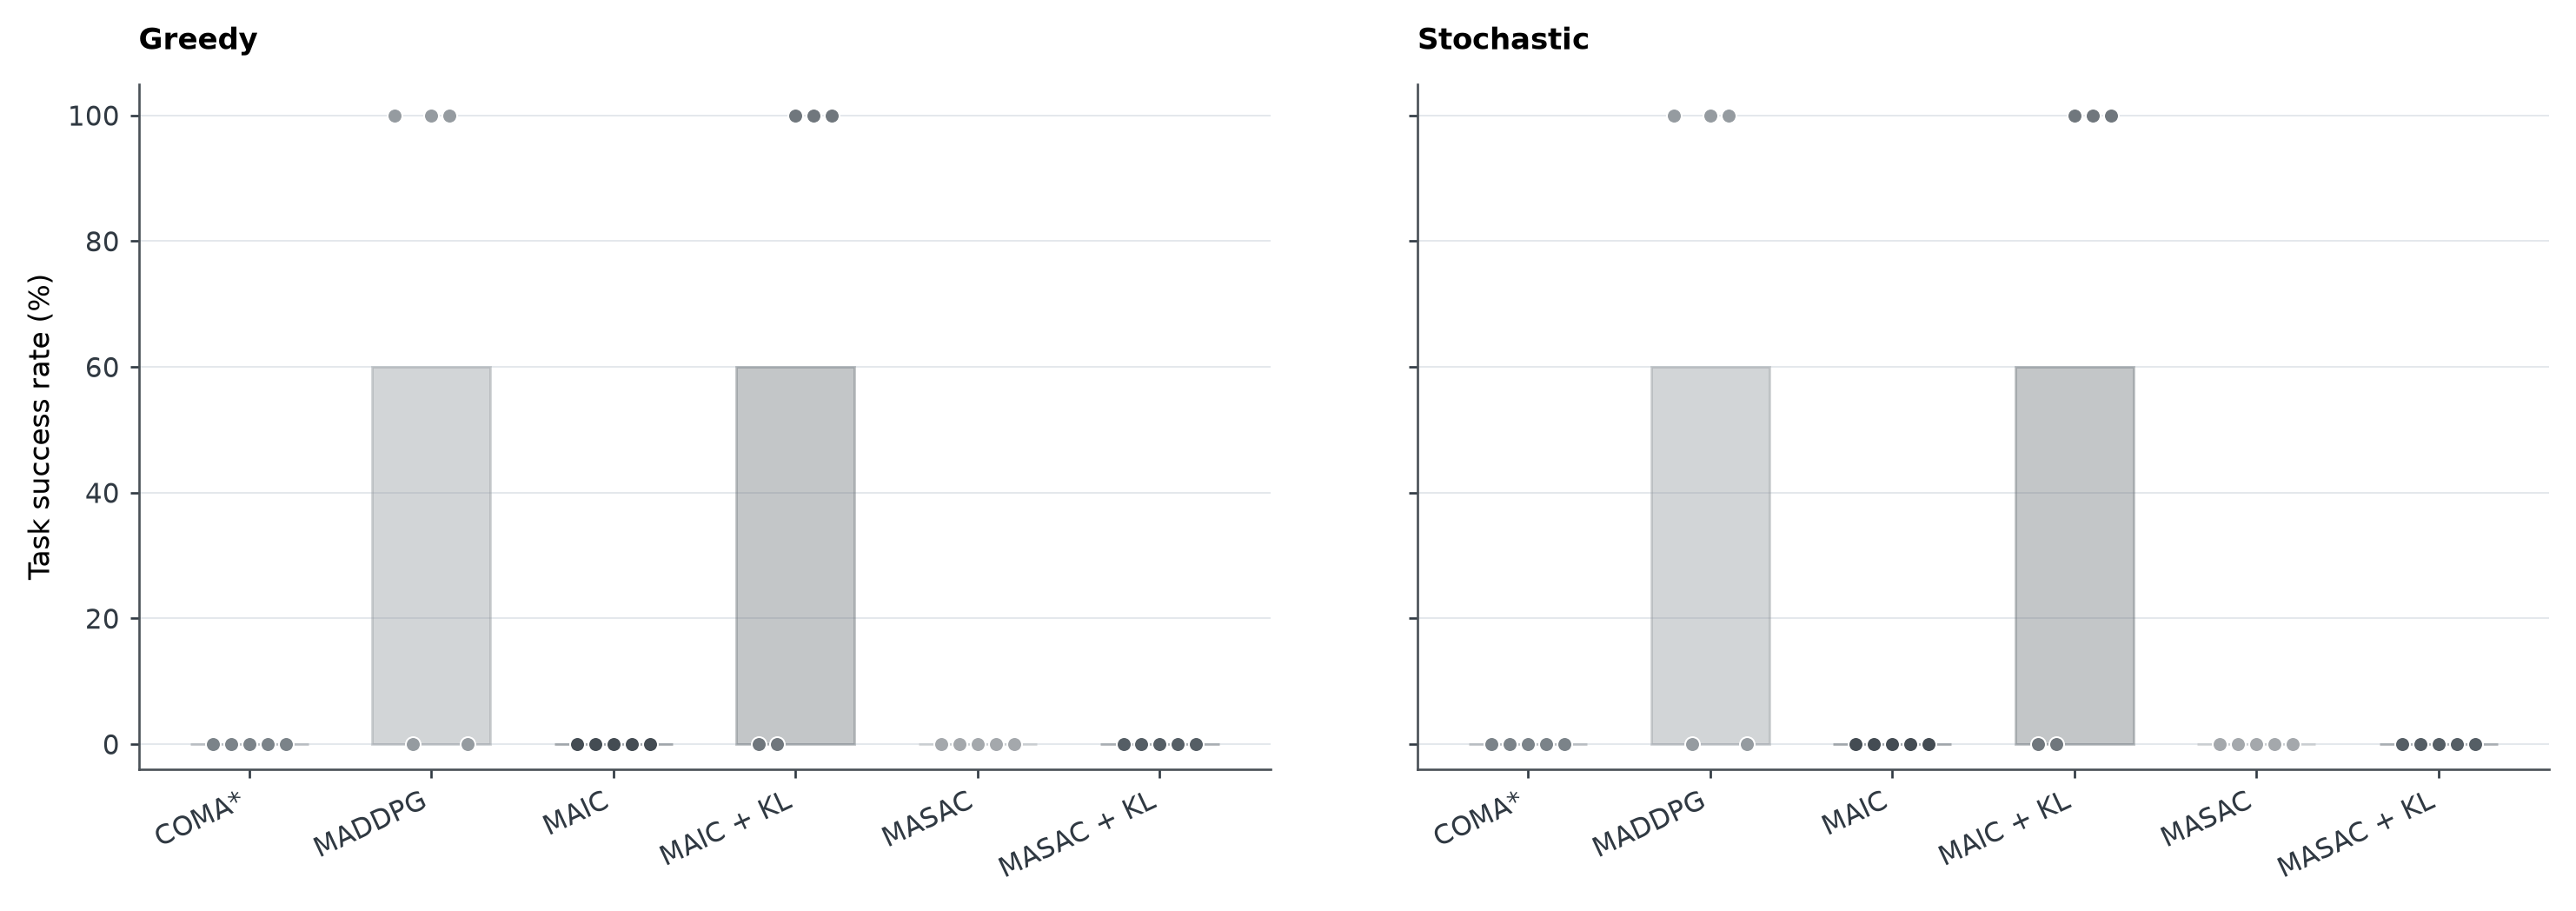 Greedy
Stochastic
Task success rate (%)
100
80
60
40
20
0
COMA*
MADDPG
MAIC
MAIC + KL
MASAC
MASAC + KL
COMA*
MADDPG
MAIC
MAIC + KL
MASAC
MASAC + KL